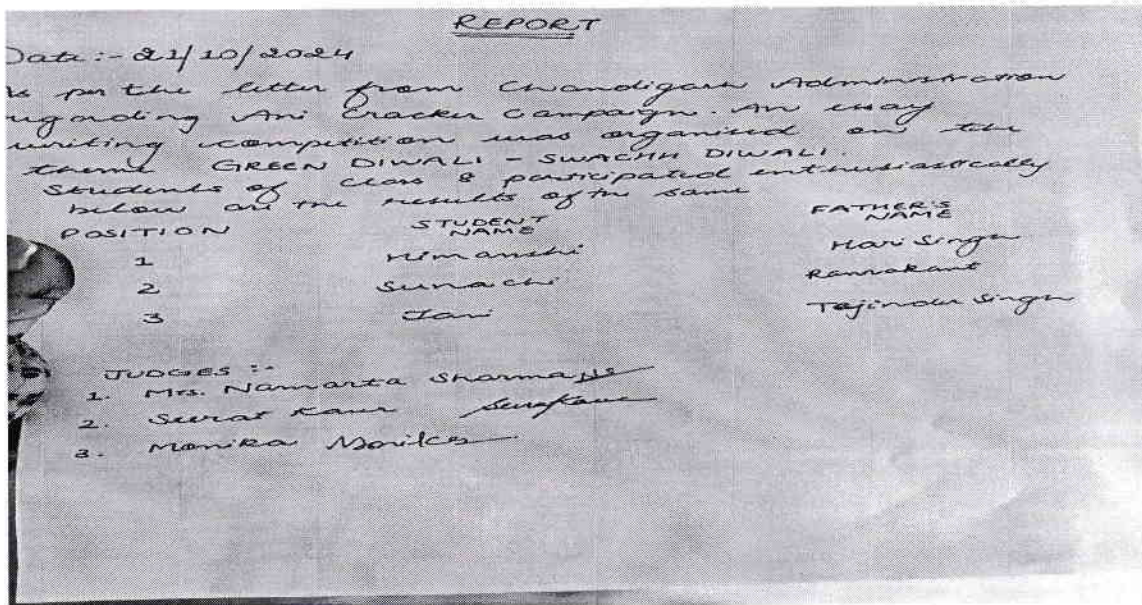 REPORT
Date :- 21/10/2024
As per the letter from Chandigarh Administration
regarding Ani Cracker Campaign. An essay
writing competition was organised on the
theme GREEN DIWALI - SWACHH DIWALI.
Students of class 8 participated enthusiastically
below are the results of the same
POSITION STUDENT NAME FATHER'S NAME
1 Himanshi Hari Singh
2 Sunachi Ramakant
3 Tajinder Singh
JUDGES :-
1. Mrs. Namarta Sharma
2. Surat Kaur
3. Monika Monika